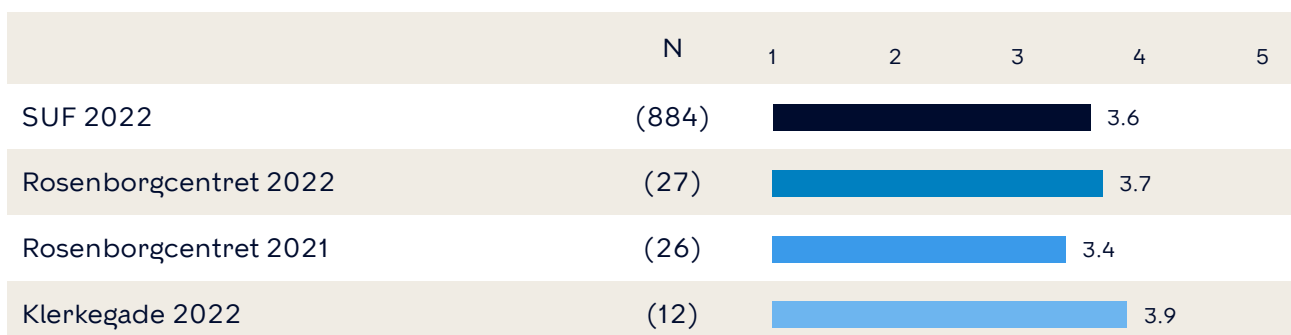 N 1 2 3 4 5
SUF 2022 (884) 3.6
Rosenborgcentret 2022 (27) 3.7
Rosenborgcentret 2021 (26) 3.4
Klerkegade 2022 (12) 3.9